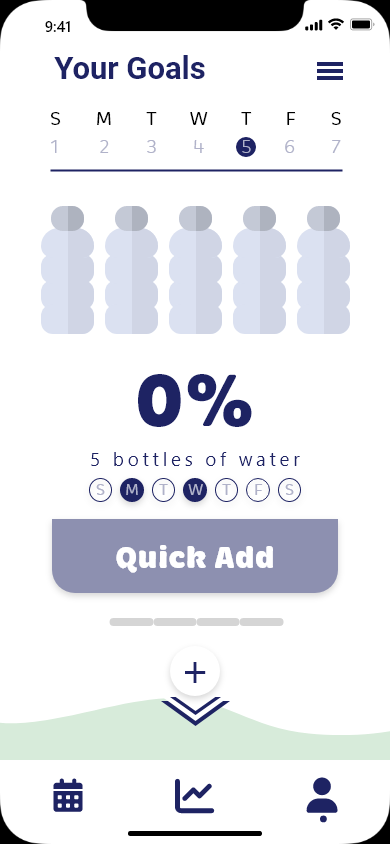 9:41
Your Goals
S M T W T F S
1 2 3 4 5 6 7
0%
5 bottles of water
S M T W T F S
Quick Add
+